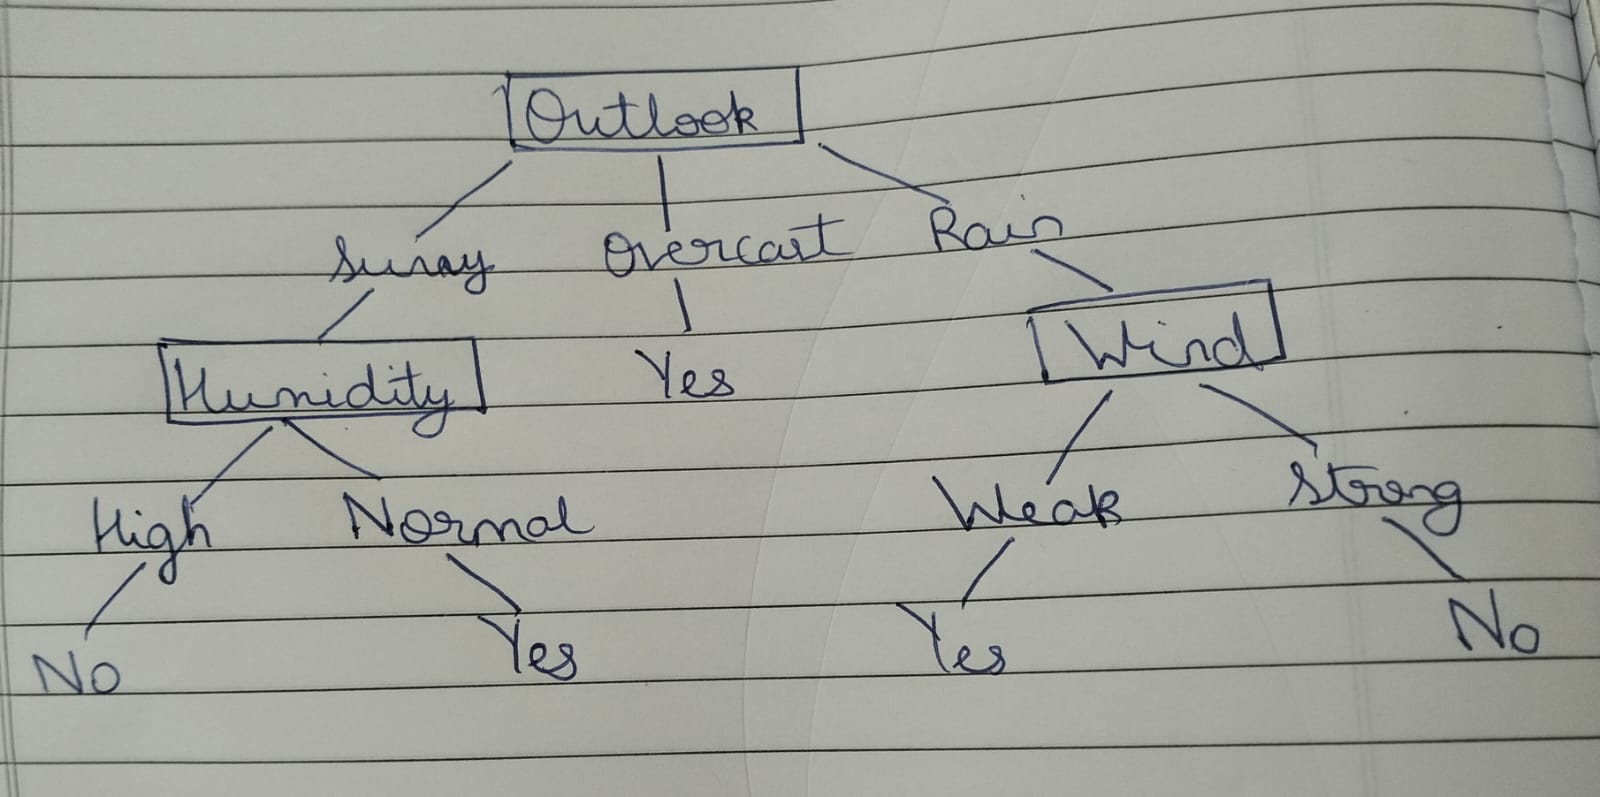 Outlook
Sunny Overcast Rain
Humidity Yes Wind
High Normal Weak Strong
No Yes Yes No